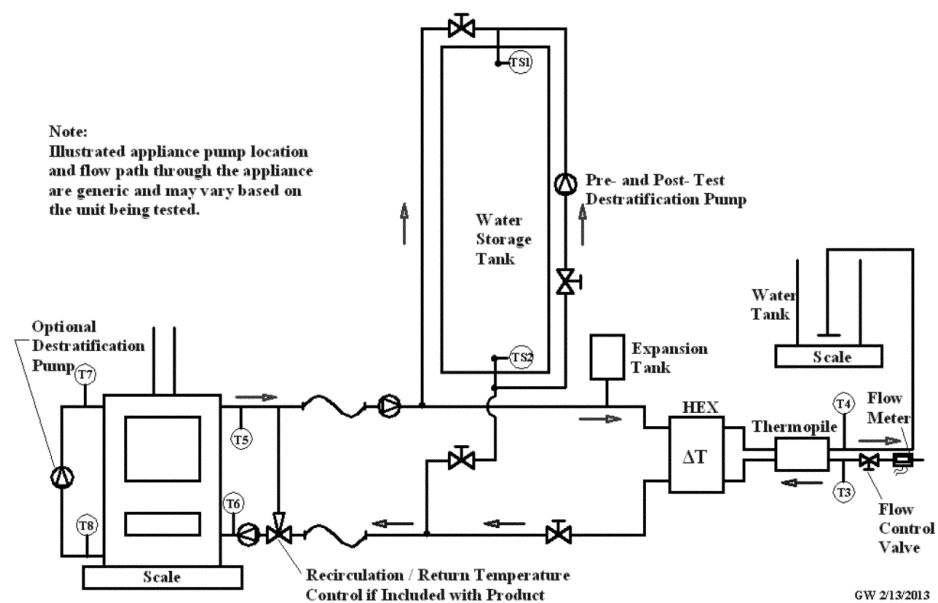 TS1
Note:
Illustrated appliance pump location
and flow path through the appliance
are generic and may vary based on
the unit being tested.
Pre- and Post- Test
Destratification Pump
Water
Storage
Tank
Water
Tank
Scale
Optional
Destratification
Pump
T7
TS2
Expansion
Tank
HEX
Thermopile
T4
Flow
Meter
T5
ΔT
T6
T3
T8
Flow
Control
Valve
Scale
Recirculation / Return Temperature
Control if Included with Product
GW 2/13/2013